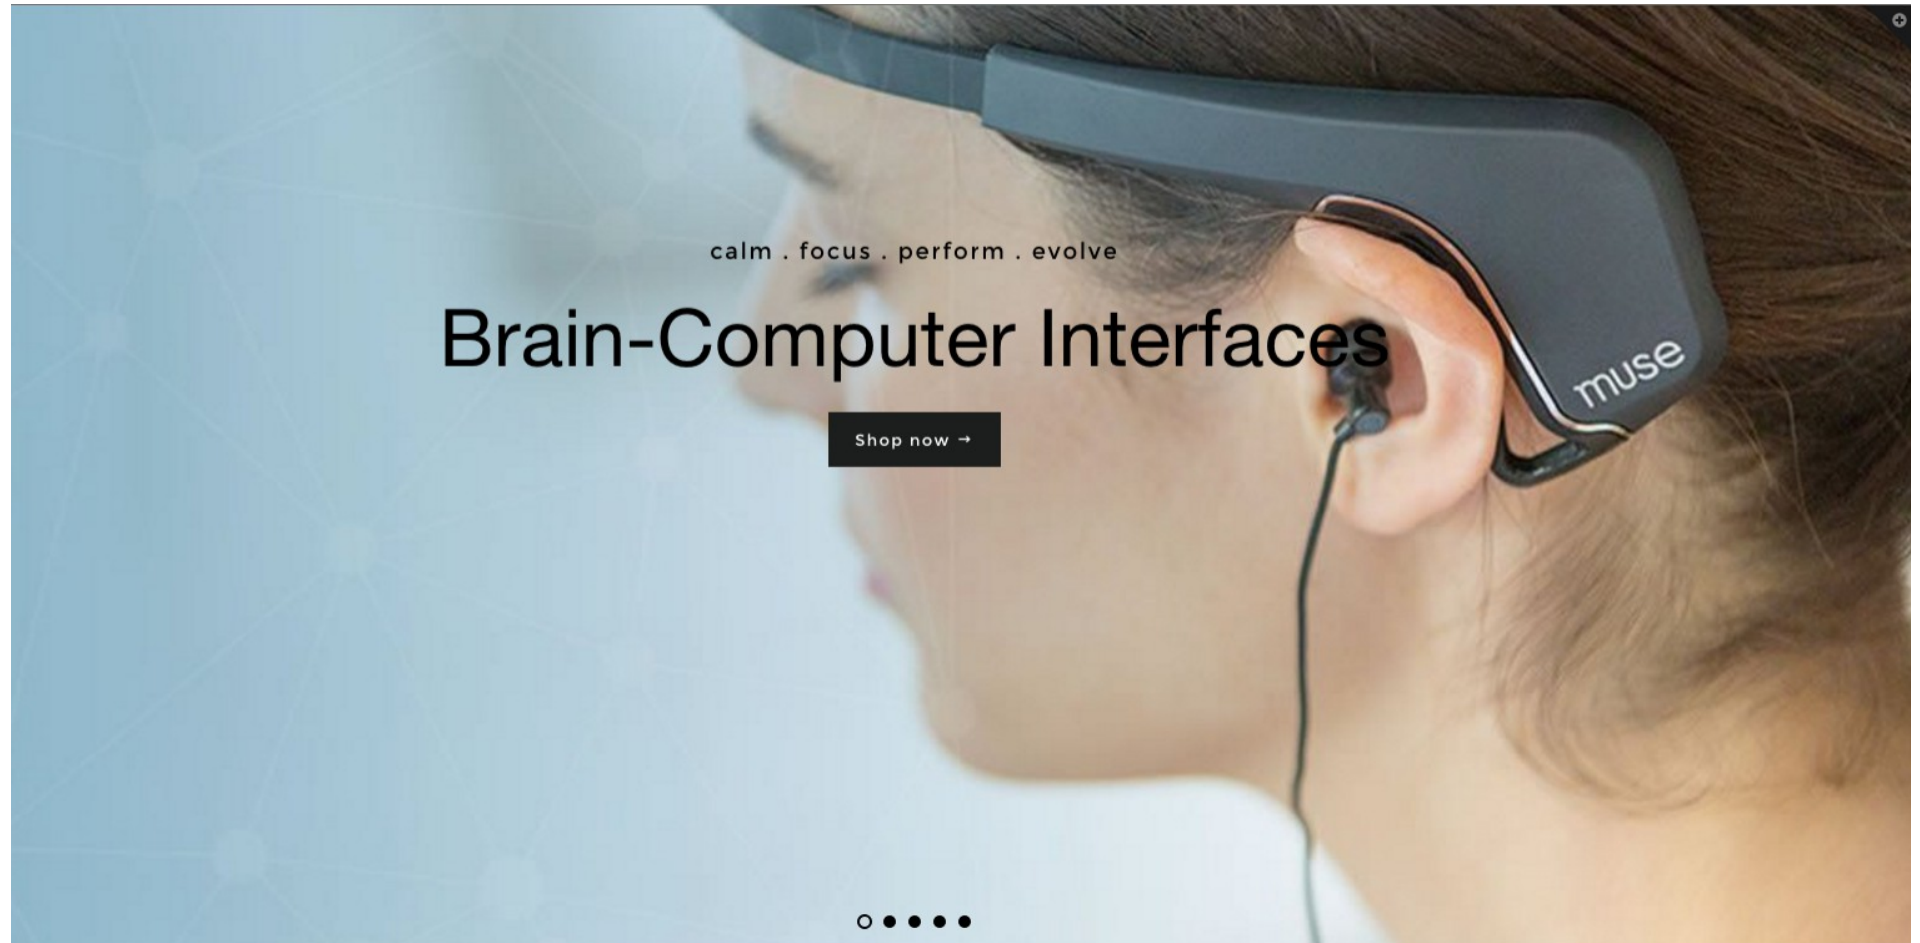 calm . focus . perform . evolve
Brain-Computer Interfaces
muse
Shop now →